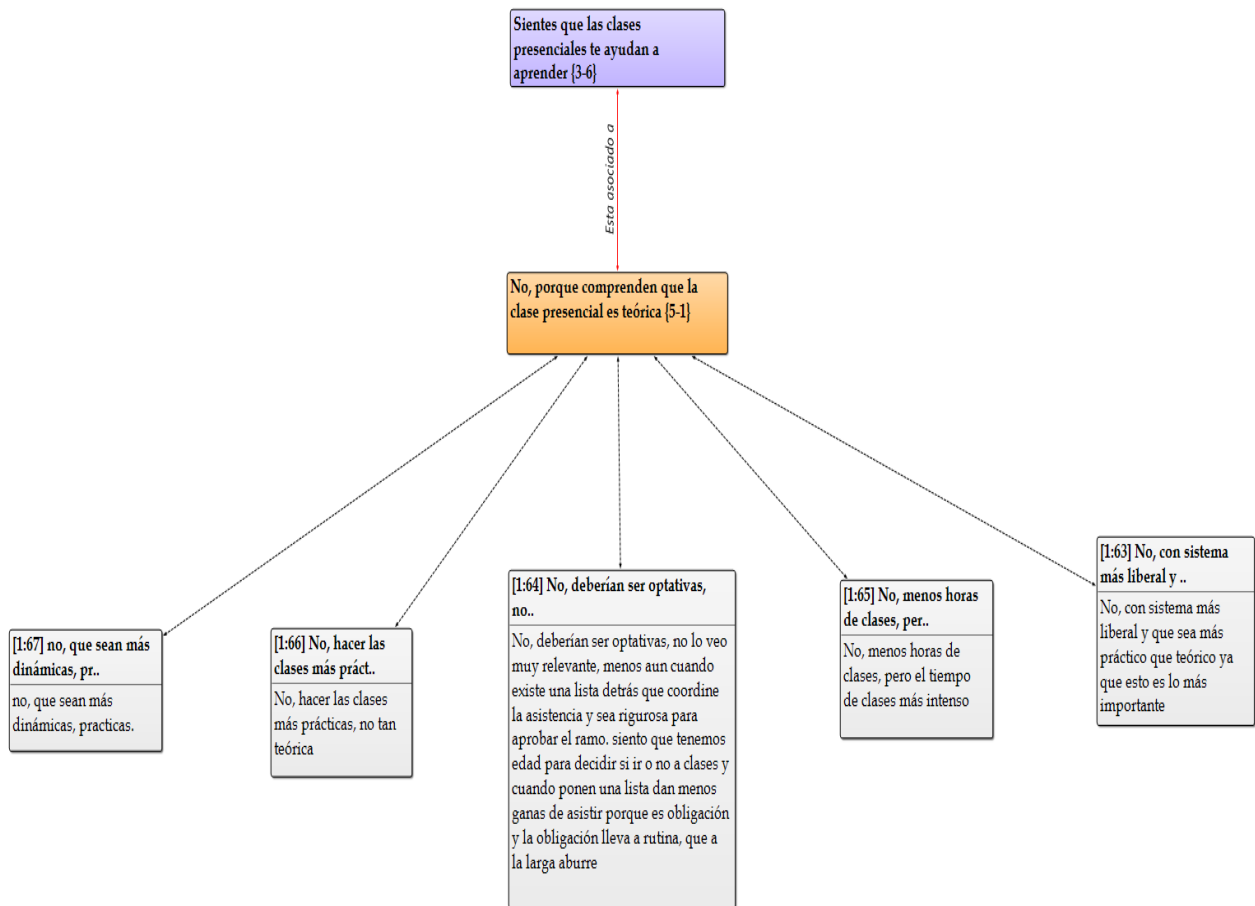 Sientes que las clases
presenciales te ayudan a
aprender {3-6}
Esta asociado a
No, porque comprenden que la
clase presencial es teórica {5-1}
[1:67] no, que sean más
dinámicas, pr..
no, que sean más
dinámicas, practicas.
[1:66] No, hacer las
clases más práct..
No, hacer las clases
más prácticas, no tan
teórica
[1:64] No, deberían ser optativas,
no..
No, deberían ser optativas, no lo veo
muy relevante, menos aun cuando
existe una lista detrás que coordine
la asistencia y sea rigurosa para
aprobar el ramo. siento que tenemos
edad para decidir si ir o no a clases y
cuando ponen una lista dan menos
ganas de asistir porque es obligación
y la obligación lleva a rutina, que a
la larga aburre
[1:65] No, menos horas
de clases, per..
No, menos horas de
clases, pero el tiempo
de clases más intenso
[1:63] No, con sistema
más liberal y ..
No, con sistema más
liberal y que sea más
práctico que teórico ya
que esto es lo más
importante